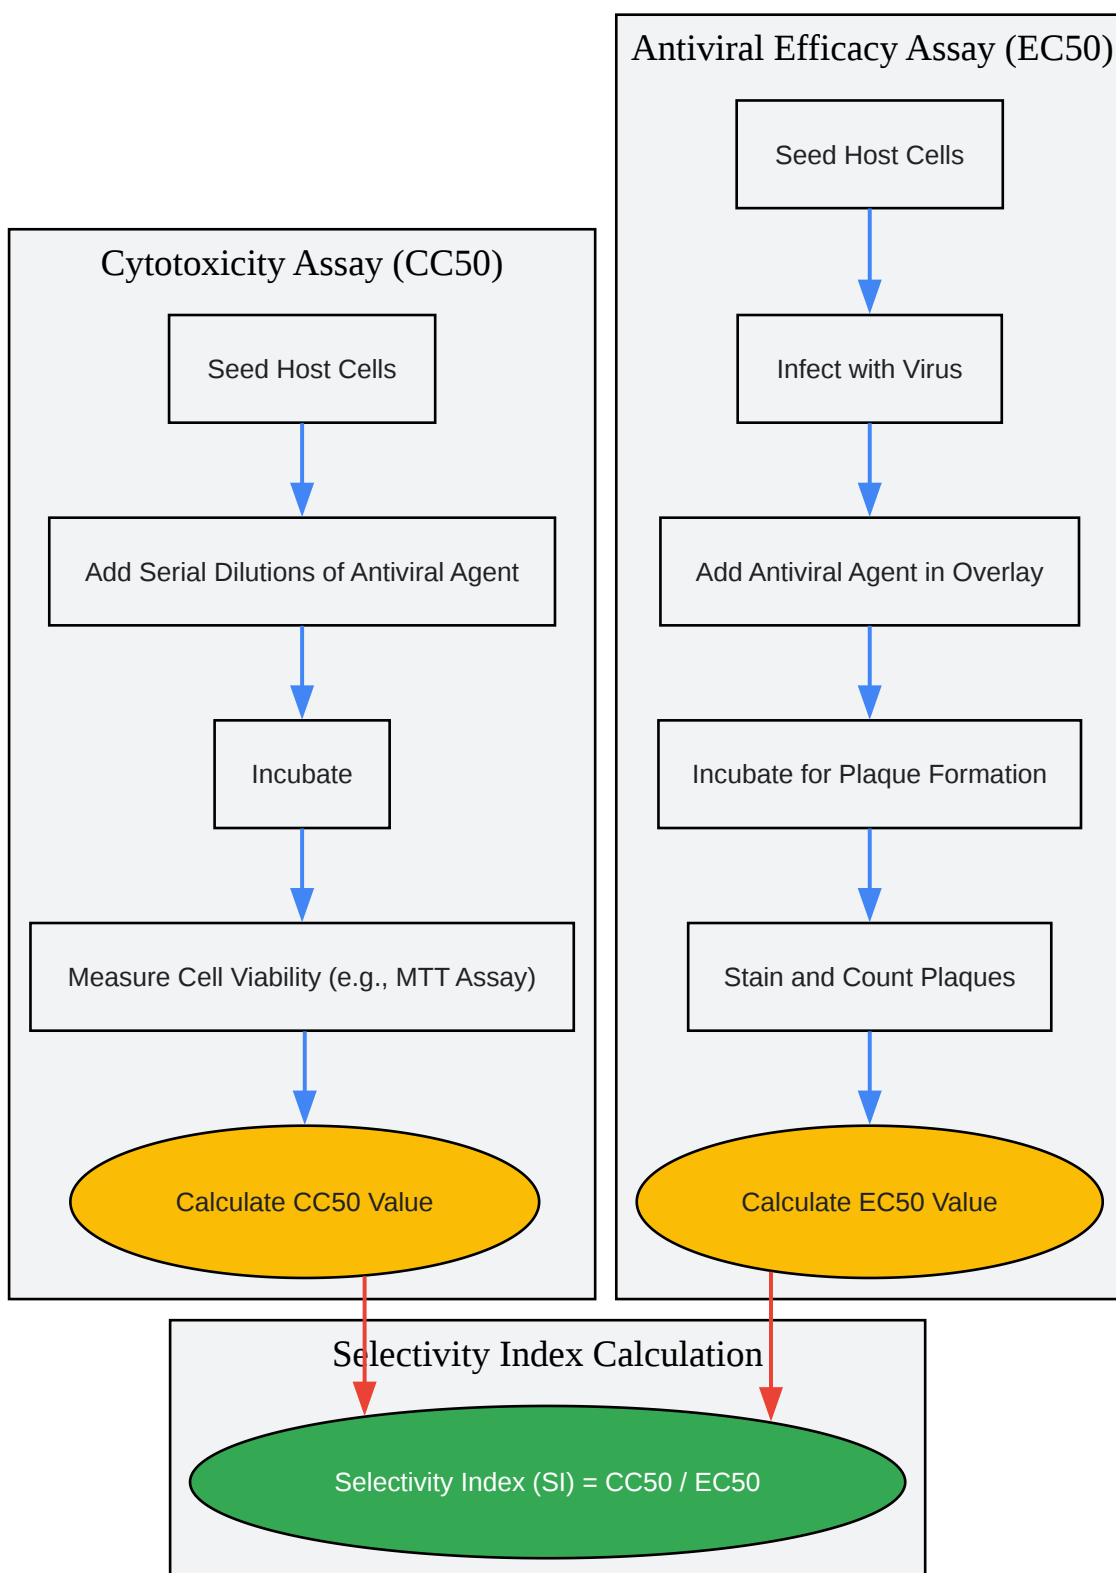 Antiviral Efficacy Assay (EC50)
Seed Host Cells
Infect with Virus
Add Antiviral Agent in Overlay
Incubate for Plaque Formation
Stain and Count Plaques
Calculate EC50 Value
Cytotoxicity Assay (CC50)
Seed Host Cells
Add Serial Dilutions of Antiviral Agent
Incubate
Measure Cell Viability (e.g., MTT Assay)
Calculate CC50 Value
Selectivity Index Calculation
Selectivity Index (SI) = CC50 / EC50